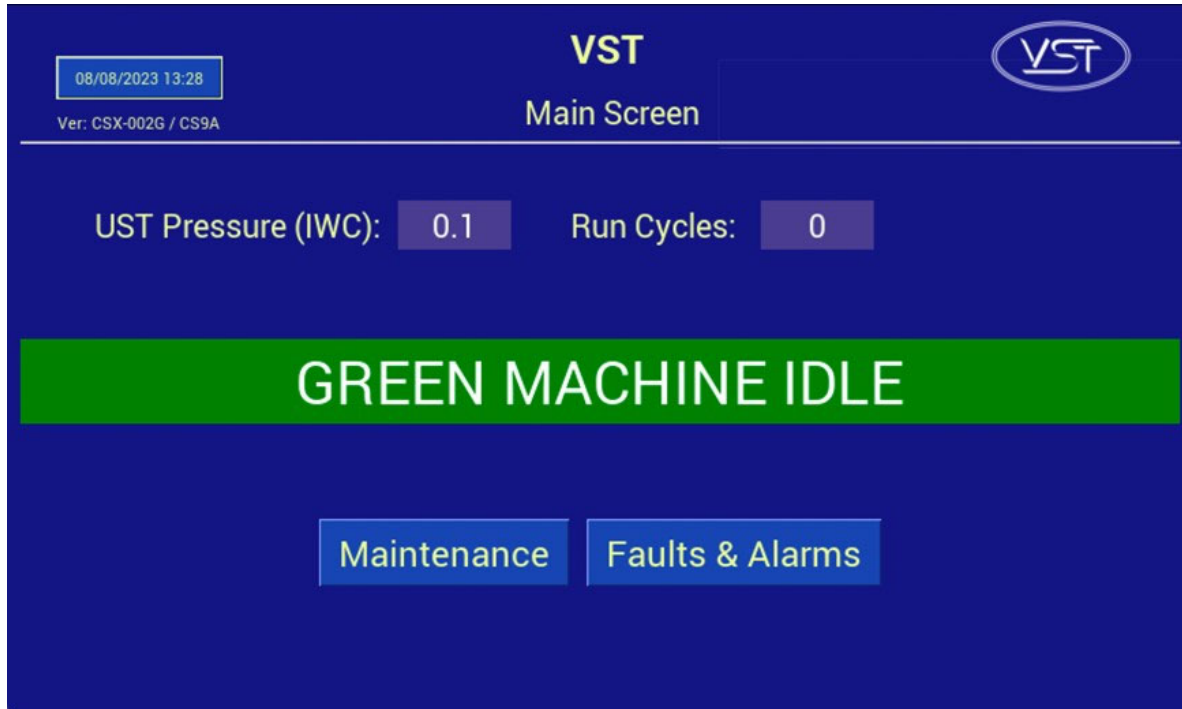 VST
VST
08/08/2023 13:28
Main Screen
Ver: CSX-002G / CS9A
UST Pressure (IWC): 0.1 Run Cycles: 0
GREEN MACHINE IDLE
Maintenance Faults & Alarms